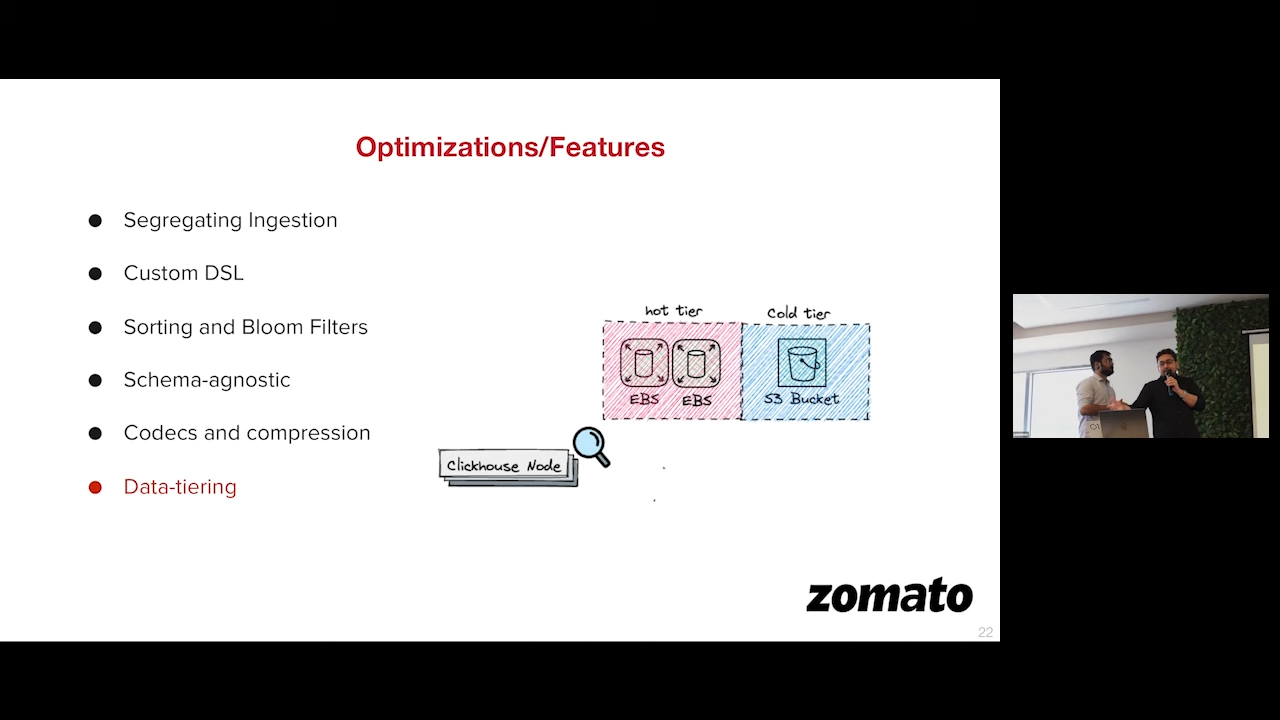 Optimizations/Features
Segregating Ingestion
Custom DSL
Sorting and Bloom Filters
Schema-agnostic
Codecs and compression
Data-tiering
hot tier
Cold tier
EBS
EBS
S3 Bucket
Clickhouse Node
zomato
22